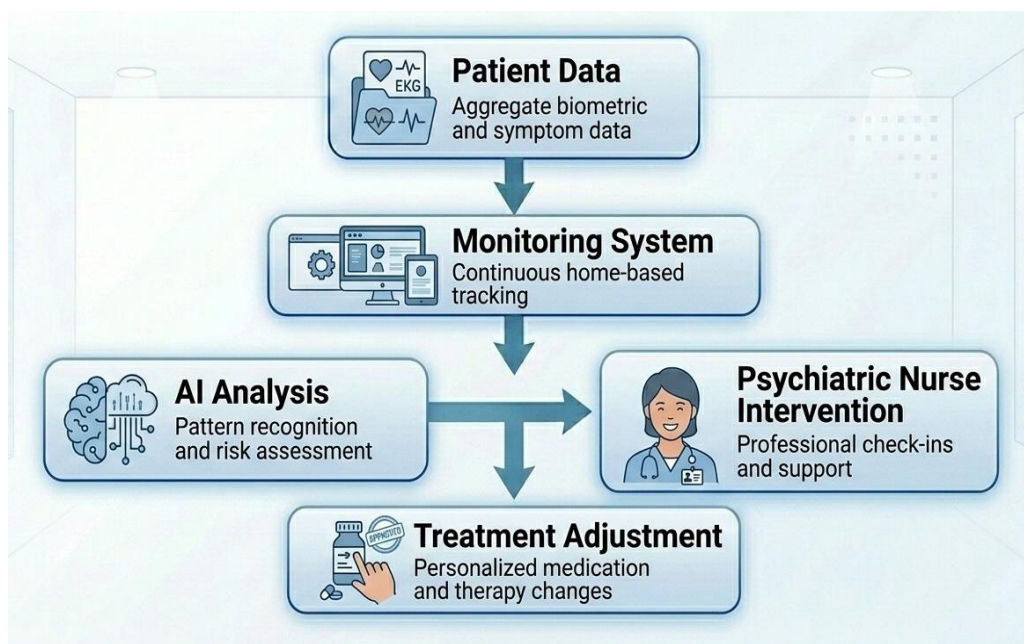 EKG
Patient Data
Aggregate biometric
and symptom data
Monitoring System
Continuous home-based
tracking
AI Analysis
Pattern recognition
and risk assessment
Psychiatric Nurse
Intervention
Professional check-ins
and support
Treatment Adjustment
Personalized medication
and therapy changes